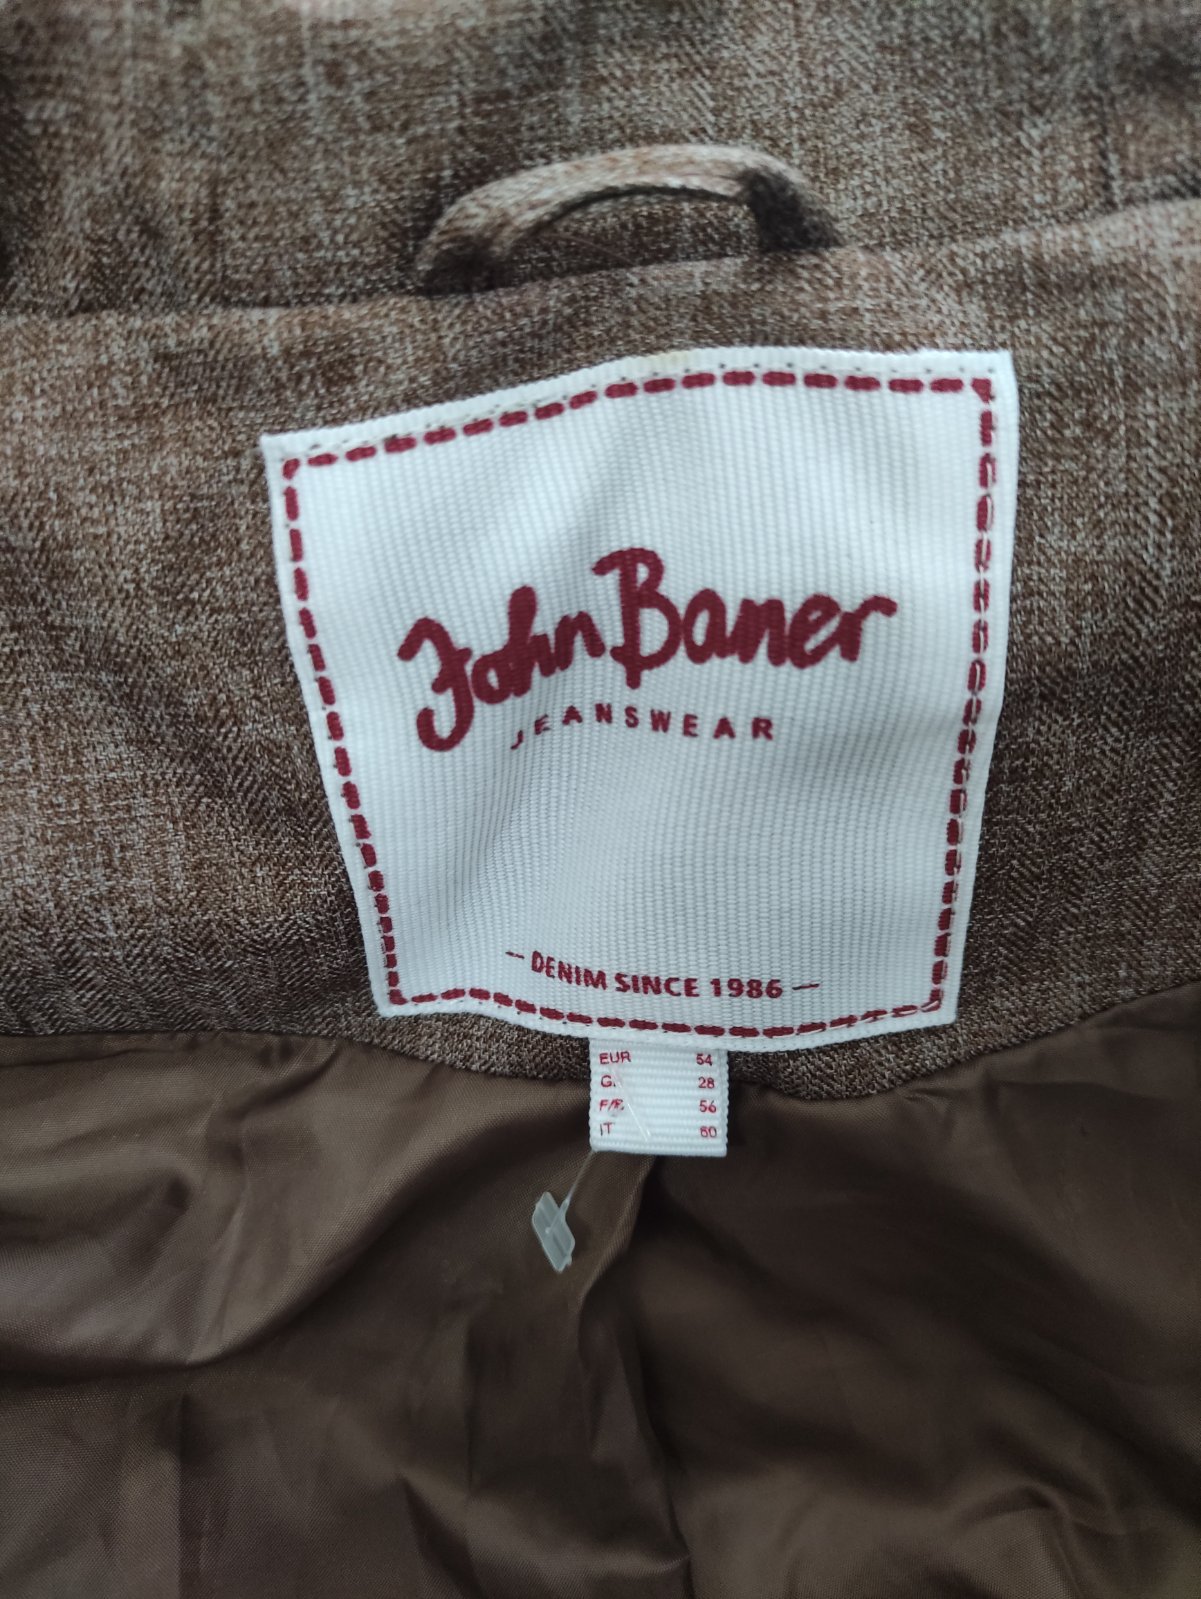 John Baner
JEANSWEAR
— DENIM SINCE 1986 —
EUR 54
28
56
IT 60